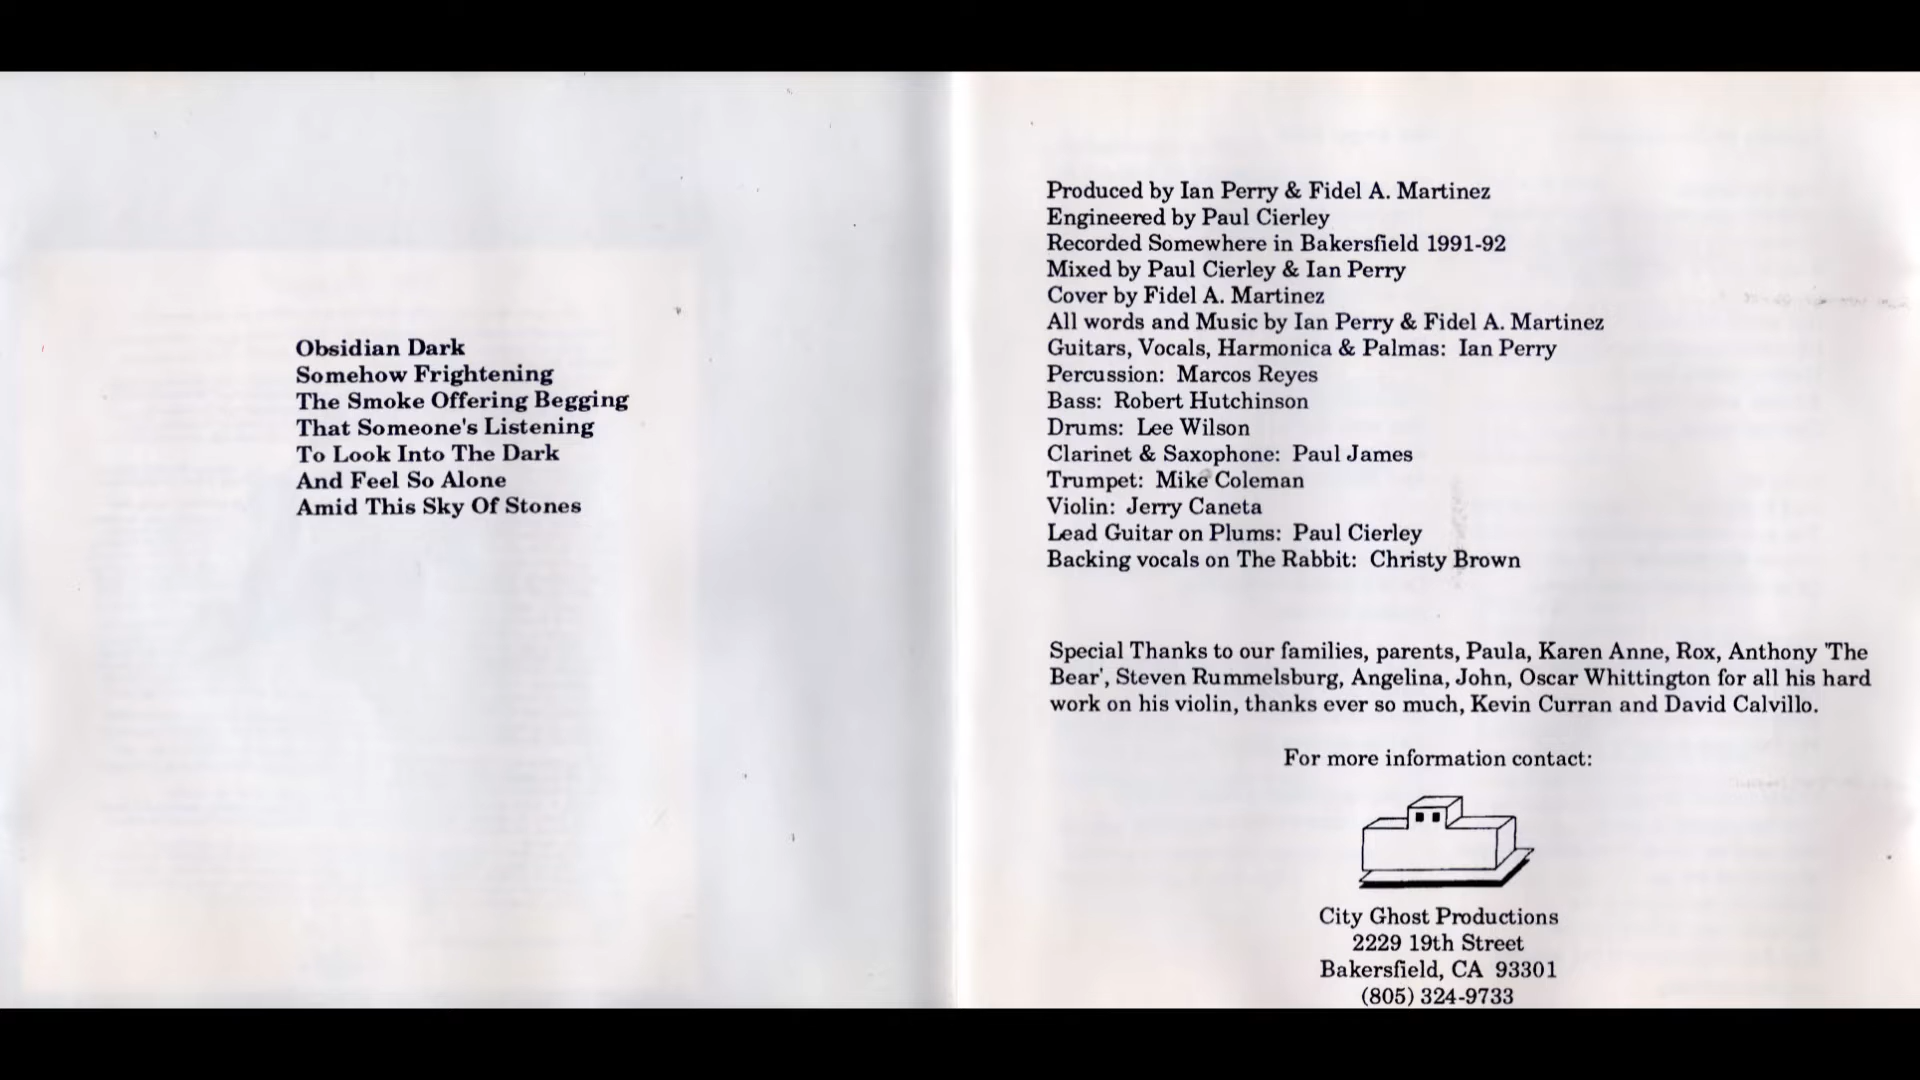 Obsidian Dark
Somehow Frightening
The Smoke Offering Begging
That Someone's Listening
To Look Into The Dark
And Feel So Alone
Amid This Sky Of Stones
Produced by Ian Perry & Fidel A. Martinez
Engineered by Paul Cierley
Recorded Somewhere in Bakersfield 1991-92
Mixed by Paul Cierley & Ian Perry
Cover by Fidel A. Martinez
All words and Music by Ian Perry & Fidel A. Martinez
Guitars, Vocals, Harmonica & Palmas: Ian Perry
Percussion: Marcos Reyes
Bass: Robert Hutchinson
Drums: Lee Wilson
Clarinet & Saxophone: Paul James
Trumpet: Mike Coleman
Violin: Jerry Caneta
Lead Guitar on Plums: Paul Cierley
Backing vocals on The Rabbit: Christy Brown
Special Thanks to our families, parents, Paula, Karen Anne, Rox, Anthony 'The
Bear', Steven Rummelsburg, Angelina, John, Oscar Whittington for all his hard
work on his violin, thanks ever so much, Kevin Curran and David Calvillo.
For more information contact:
City Ghost Productions
2229 19th Street
Bakersfield, CA 93301
(805) 324-9733